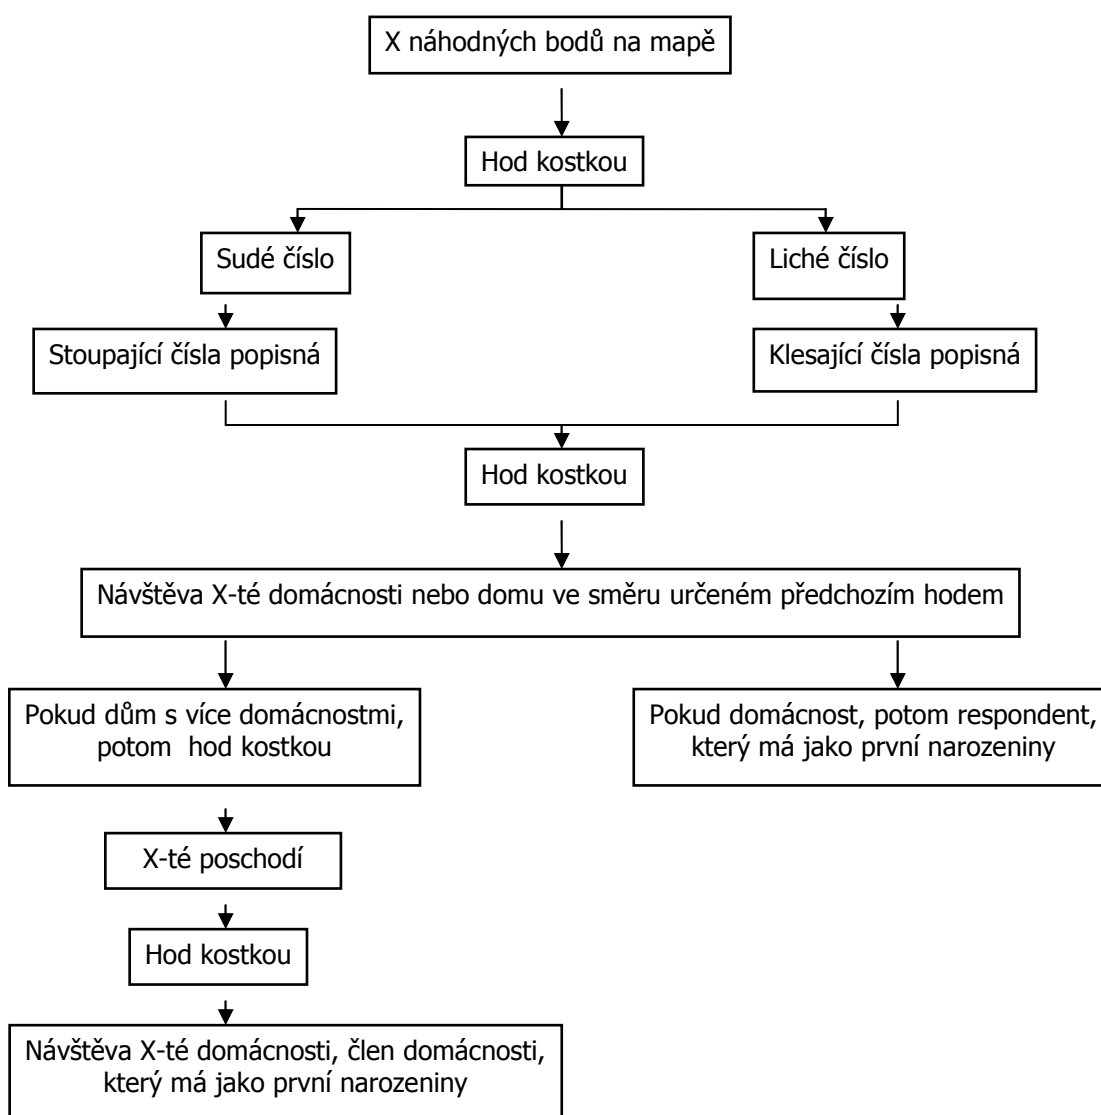 X náhodných bodů na mapě
Hod kostkou
Sudé číslo
Liché číslo
Stoupající čísla popisná
Klesající čísla popisná
Hod kostkou
Návštěva X-té domácnosti nebo domu ve směru určeném předchozím hodem
Pokud dům s více domácnostmi,
potom hod kostkou
Pokud domácnost, potom respondent,
který má jako první narozeniny
X-té poschodí
Hod kostkou
Návštěva X-té domácnosti, člen domácnosti,
který má jako první narozeniny